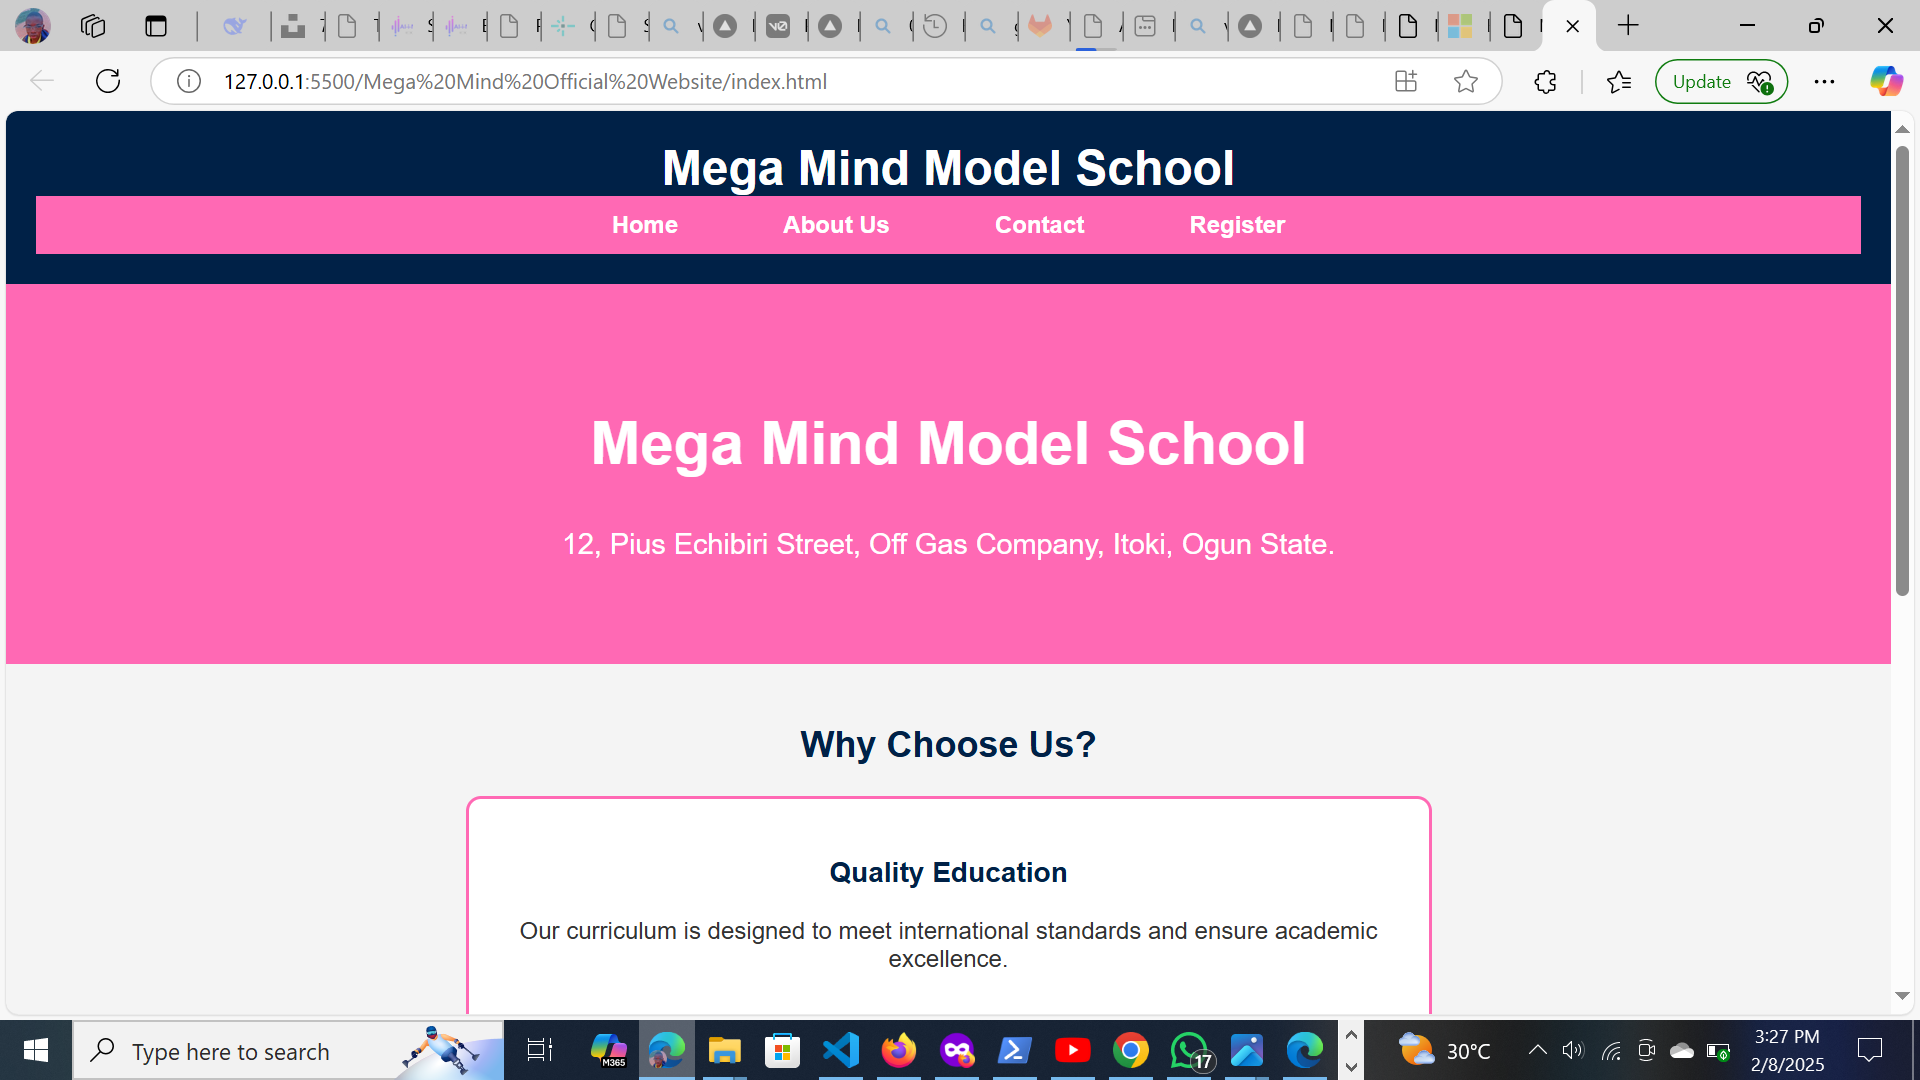 127.0.0.1:5500/Mega%20Mind%20Official%20Website/index.html
Update
Mega Mind Model School
Home About Us Contact Register
Mega Mind Model School
12, Pius Echibiri Street, Off Gas Company, Itoki, Ogun State.
Why Choose Us?
Quality Education
Our curriculum is designed to meet international standards and ensure academic
excellence.
Type here to search
M365
17
30°C
3:27 PM
2/8/2025